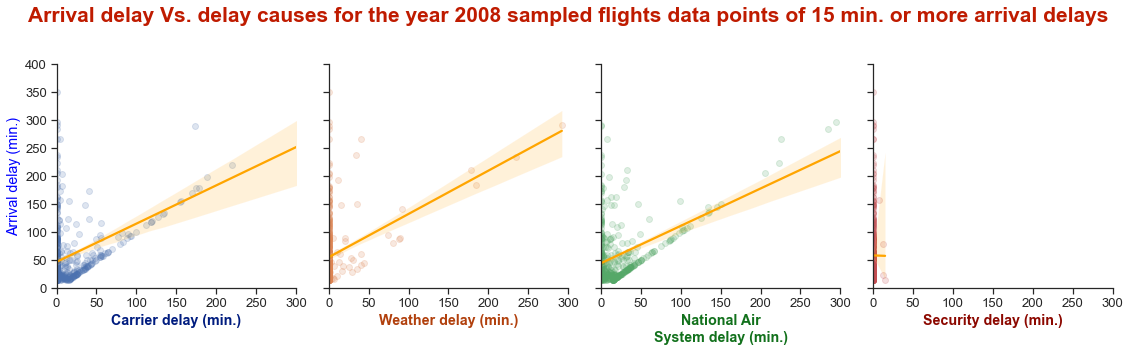 Arrival delay Vs. delay causes for the year 2008 sampled flights data points of 15 min. or more arrival delays
Arrival delay (min.)
400
350
300
250
200
150
100
50
0
0 50 100 150 200 250 300
Carrier delay (min.)
0 50 100 150 200 250 300
Weather delay (min.)
0 50 100 150 200 250 300
National Air
System delay (min.)
0 50 100 150 200 250 300
Security delay (min.)